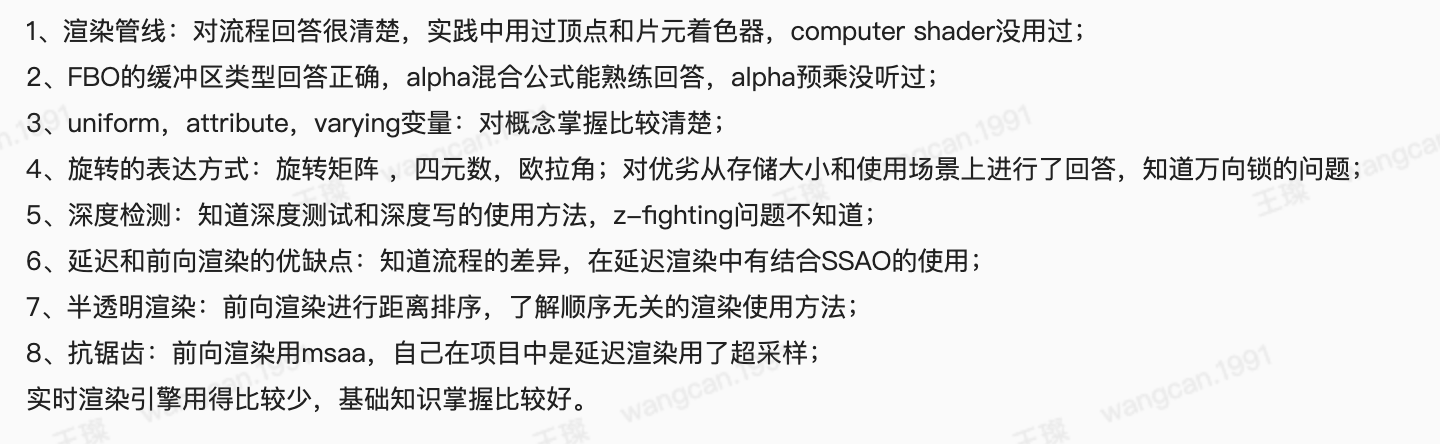 1、渲染管线：对流程回答很清楚，实践中用过顶点和片元着色器，computer shader没用过；
2、FBO的缓冲区类型回答正确，alpha混合公式能熟练回答，alpha预乘没听过；
3、uniform，attribute，varying变量：对概念掌握比较清楚；
4、旋转的表达方式：旋转矩阵 ，四元数，欧拉角；对优劣从存储大小和使用场景上进行了回答，知道万向锁的问题；
5、深度检测：知道深度测试和深度写的使用方法，z-fighting问题不知道；
6、延迟和前向渲染的优缺点：知道流程的差异，在延迟渲染中有结合SSAO的使用；
7、半透明渲染：前向渲染进行距离排序，了解顺序无关的渲染使用方法；
8、抗锯齿：前向渲染用msaa，自己在项目中是延迟渲染用了超采样；
实时渲染引擎用得比较少，基础知识掌握比较好。
王璨 wangcan.1991